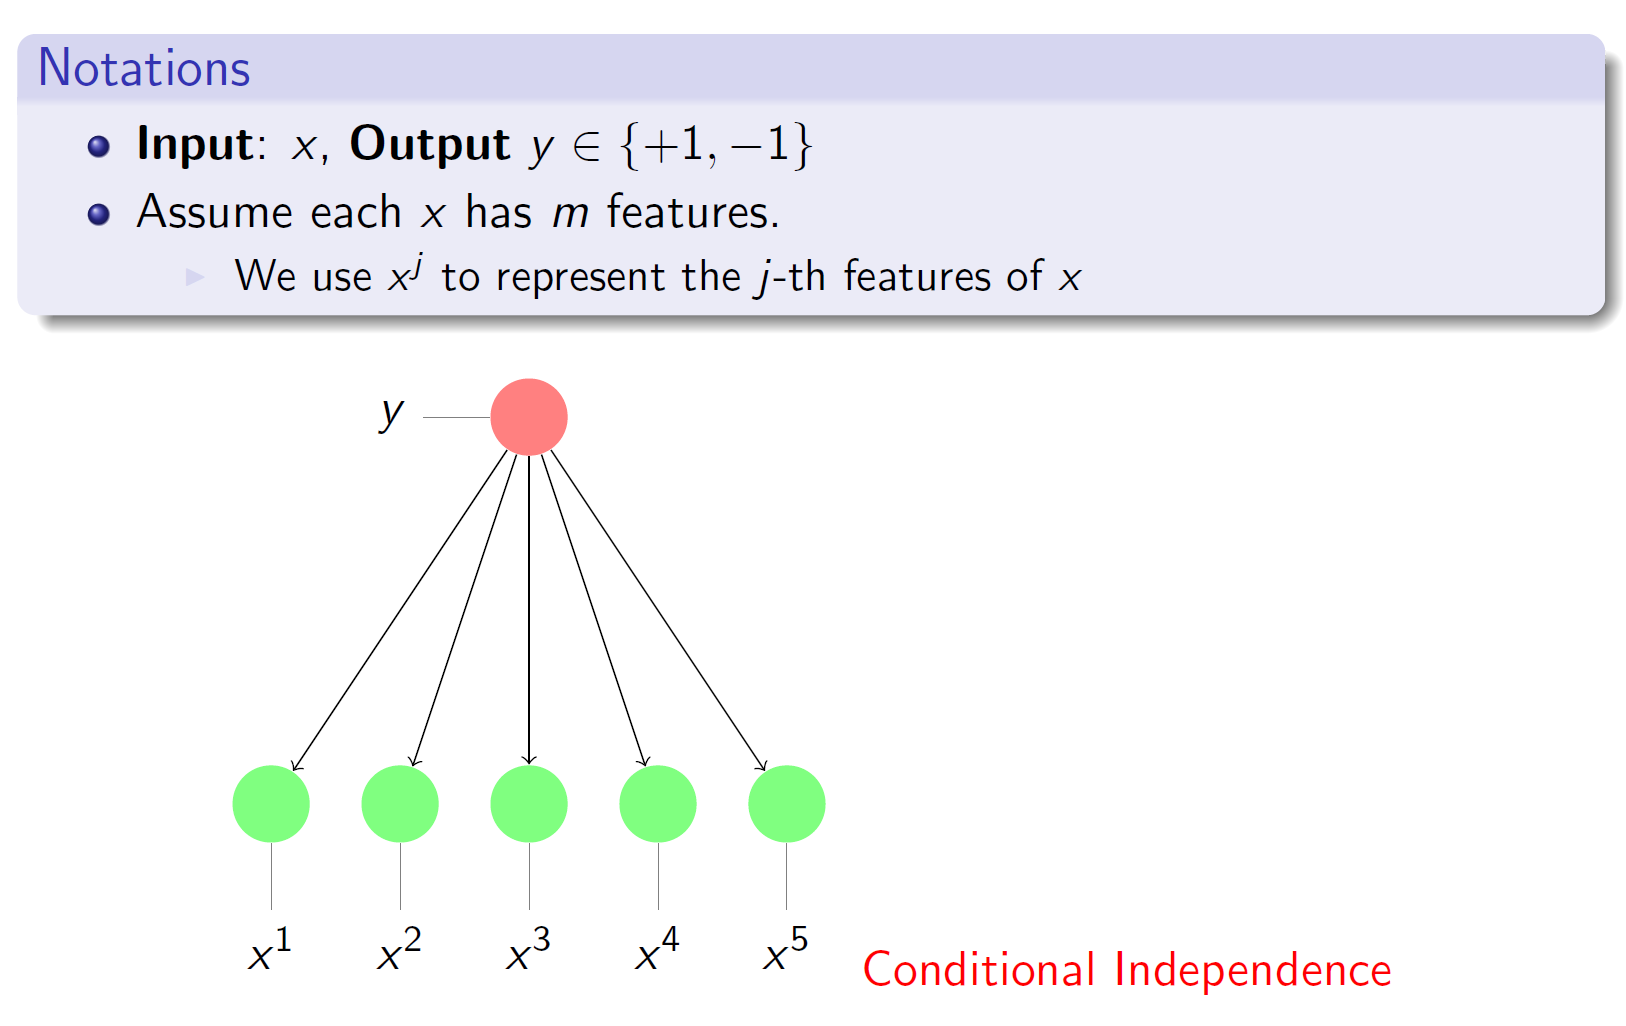 Notations
Input: x, Output y ∈ {+1, −1}
Assume each x has m features.
We use x^j to represent the j-th features of x
y
x^1 x^2 x^3 x^4 x^5
Conditional Independence